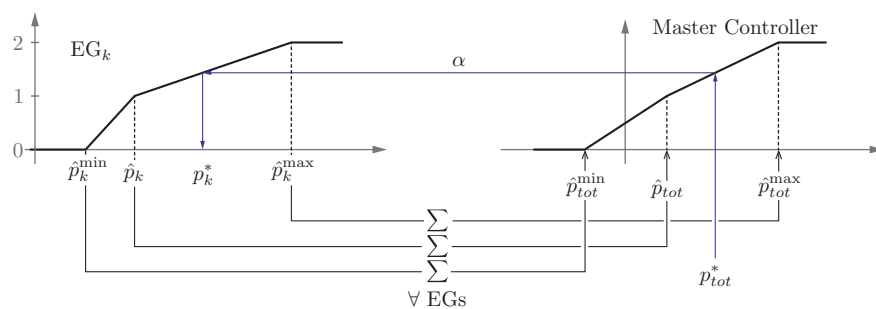 EG_k
Master Controller
2
1
0
α
p̂_k^min
p̂_k
p_k^*
p̂_k^max
p̂_tot^min
p̂_tot
p̂_tot^max
∑
∑
∑
p_tot^*
∀ EGs